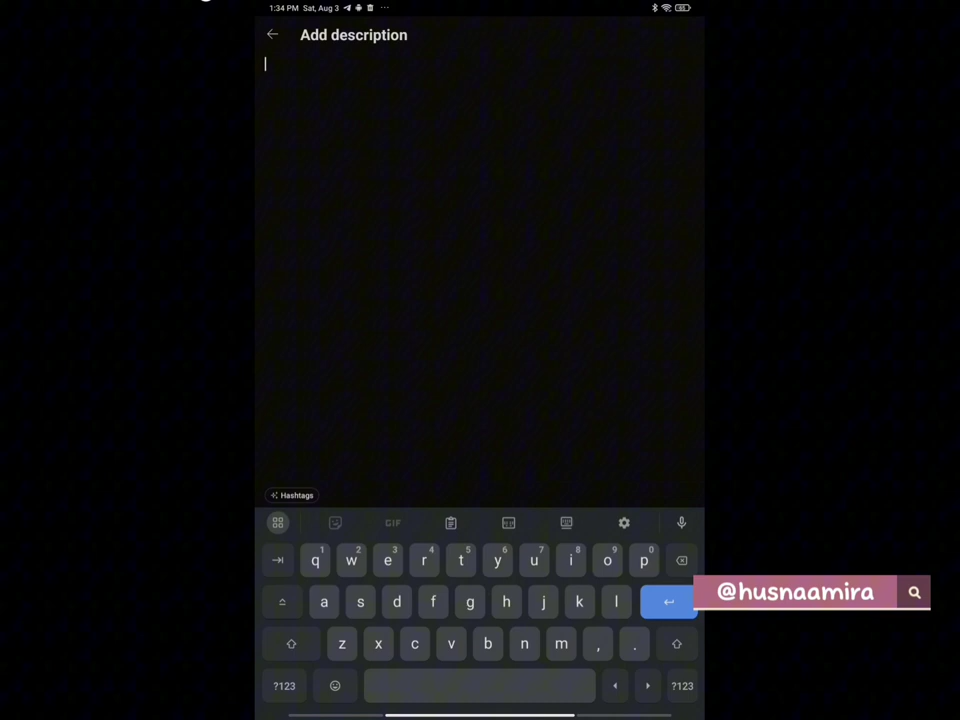 1:34 PM Sat, Aug 3
Add description
Hashtags
GIF
1 2 3 4 5 6 7 8 9 0
q w e r t y u i o p
a s d f g h j k l
@husnaamira
z x c v b n m , .
?123 ?123